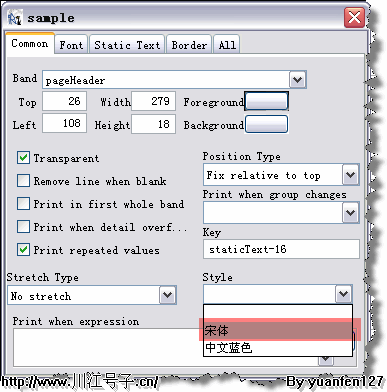 sample
Common Font Static Text Border All
Band pageHeader
Top 26 Width 279 Foreground
Left 108 Height 18 Background
Transparent
Remove line when blank
Print in first whole band
Print when detail overf...
Print repeated values
Position Type
Fix relative to top
Print when group changes
Key
staticText-16
Stretch Type
No stretch
Style
宋体
中文蓝色
Print when expression
http://www.川江号子.cn/
By yuanfen127